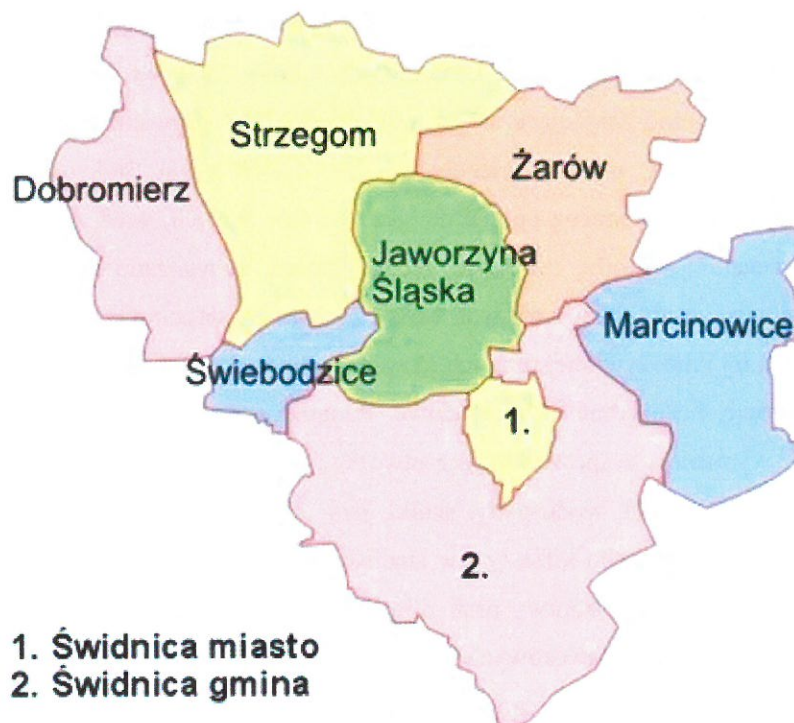 Strzegom
Żarów
Dobromierz
Jaworzyna
Śląska
Marcinowice
Świebodzice
1.
2.
1. Świdnica miasto
2. Świdnica gmina